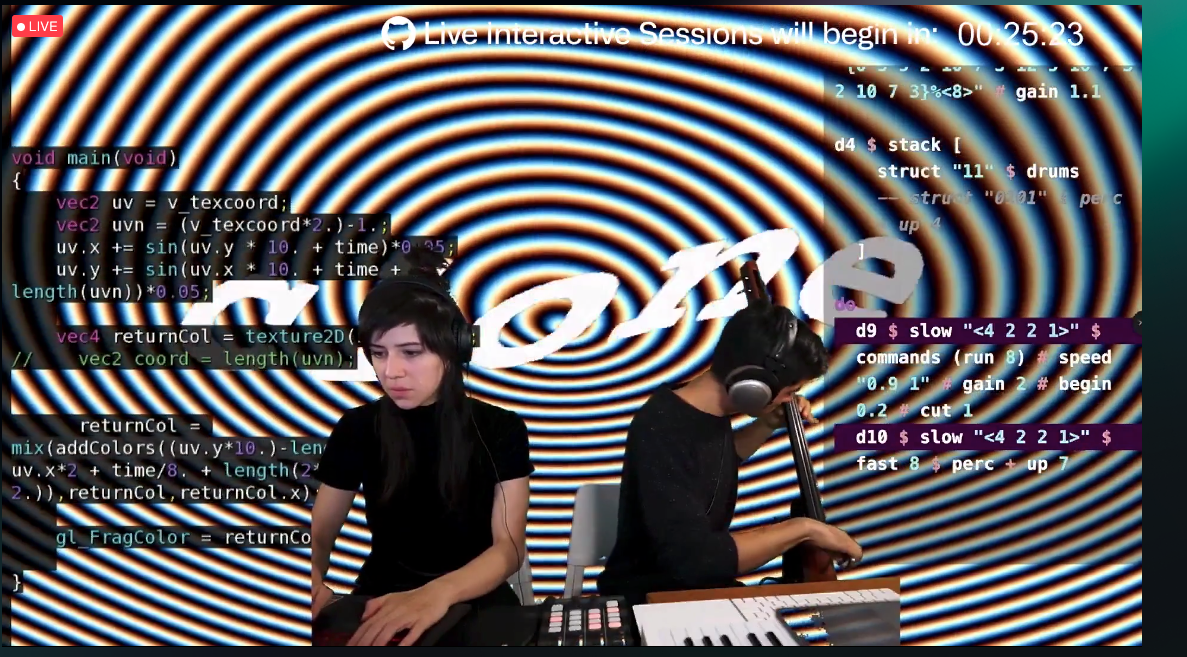 LIVE
Live Interactive Sessions will begin in: 00:25.23
void main(void)
{
vec2 uv = v_texcoord;
vec2 uvn = (v_texcoord*2.)-1.;
uv.x += sin(uv.y * 10. + time)*0.05;
uv.y += sin(uv.x * 10. + time +
length(uvn))*0.05;
vec4 returnCol = texture2D(
// vec2 coord = length(uvn);
returnCol =
mix(addColors((uv.y*10.)-len
uv.x*2 + time/8. + length(2*
2.)),returnCol,returnCol.x);
gl_FragColor = returnCo
}
2 10 7 3}%<8>" # gain 1.1
d4 $ stack [
struct "11" $ drums
-- struct "0101" $ perc
up 4
]
do
d9 $ slow "<4 2 2 1>" $
commands (run 8) # speed
"0.9 1" # gain 2 # begin
0.2 # cut 1
d10 $ slow "<4 2 2 1>" $
fast 8 $ perc + up 7